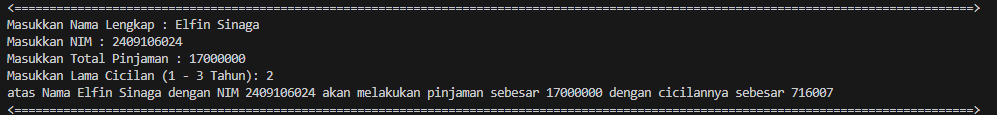 <=========================================================================================================================================>
Masukkan Nama Lengkap : Elfin Sinaga
Masukkan NIM : 2409106024
Masukkan Total Pinjaman : 17000000
Masukkan Lama Cicilan (1 - 3 Tahun): 2
atas Nama Elfin Sinaga dengan NIM 2409106024 akan melakukan pinjaman sebesar 17000000 dengan cicilannya sebesar 716007
<=========================================================================================================================================>